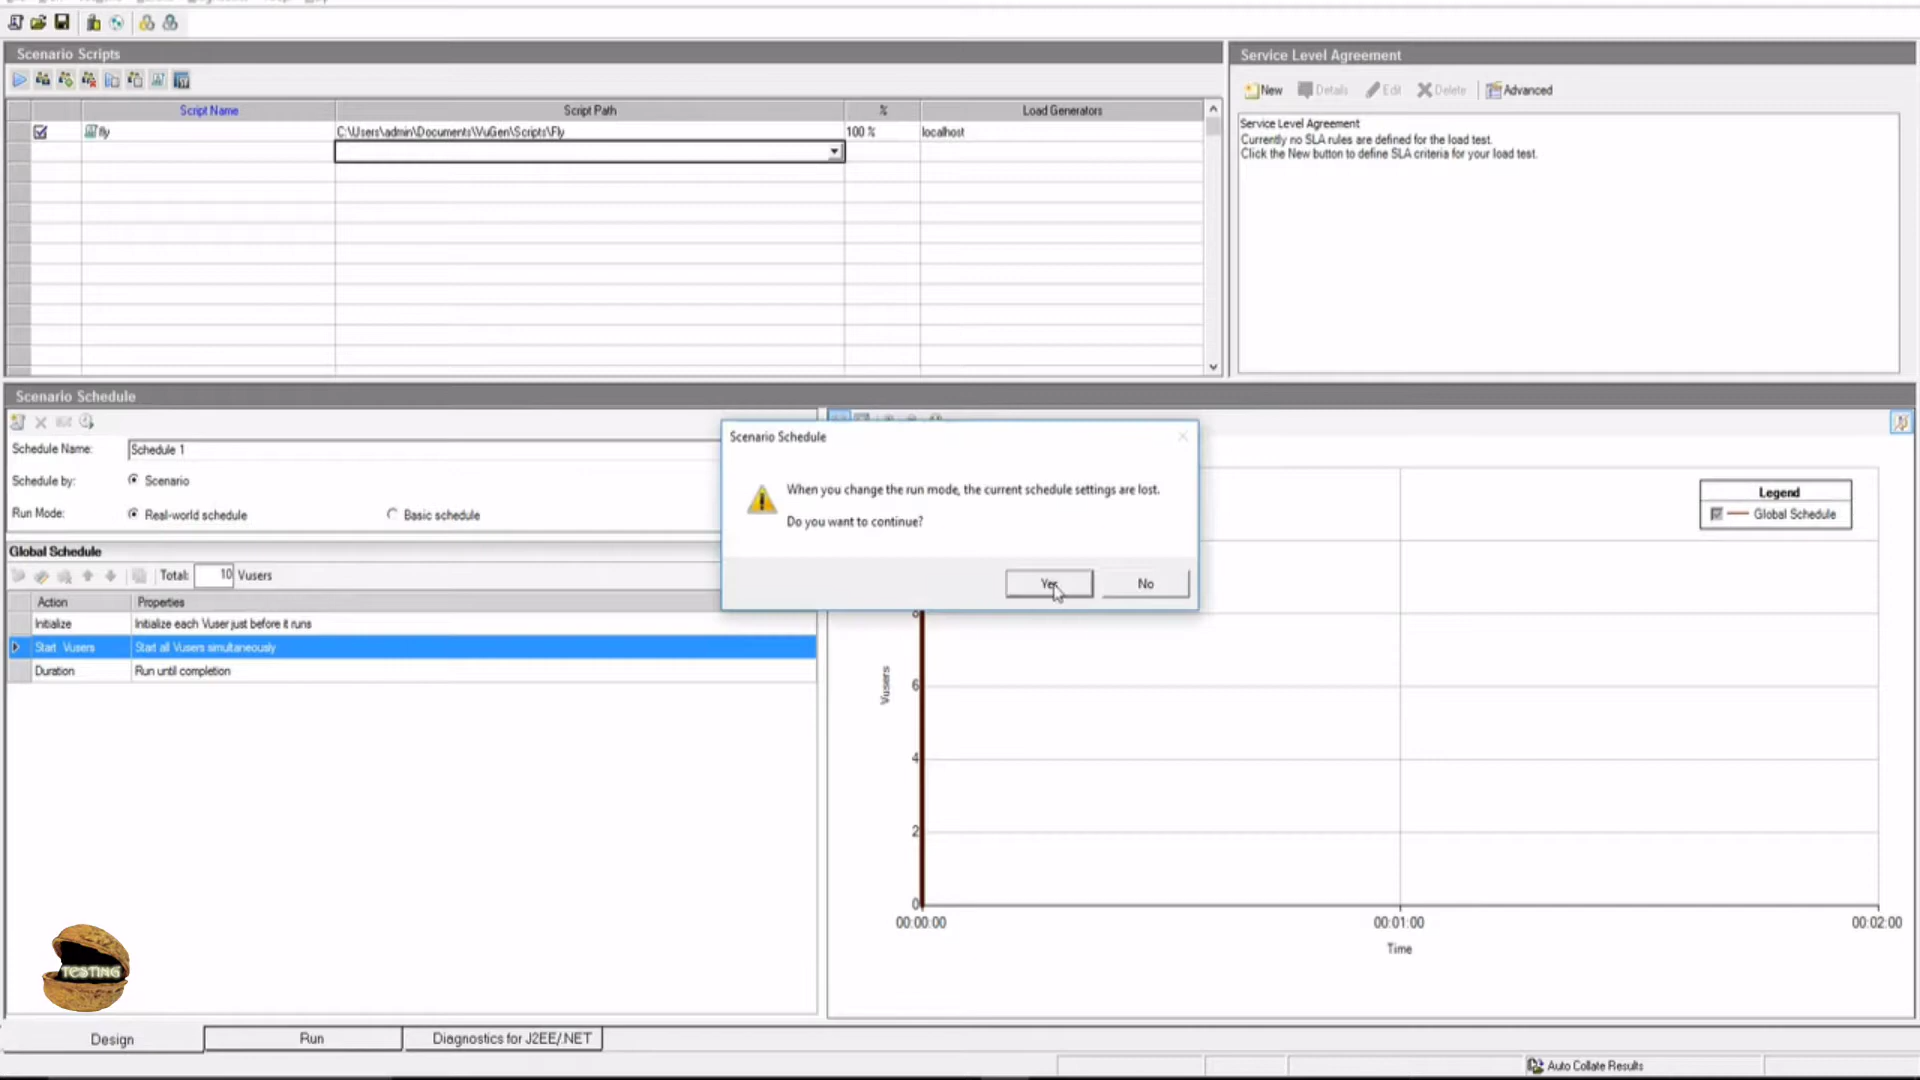 Scenario Scripts
Script Name Script Path % Load Generators
fly C:\Users\admin\Documents\VuGen\Scripts\Fly 100 % localhost
Service Level Agreement
New Details Edit Delete Advanced
Service Level Agreement
Currently no SLA rules are defined for the load test.
Click the New button to define SLA criteria for your load test.
Scenario Schedule
Schedule Name: Schedule 1
Schedule by: Scenario
Run Mode: Real-world schedule Basic schedule
Global Schedule
Total: 10 Vusers
Action Properties
Initialize Initialize each Vuser just before it runs
Start Vusers Start all Vusers simultaneously
Duration Run until completion
Scenario Schedule
When you change the run mode, the current schedule settings are lost.
Do you want to continue?
Yes No
Legend
Global Schedule
Vusers
6
4
2
0
00:00:00 00:01:00 00:02:00
Time
TESTING
Design Run Diagnostics for J2EE/.NET
Auto Collate Results